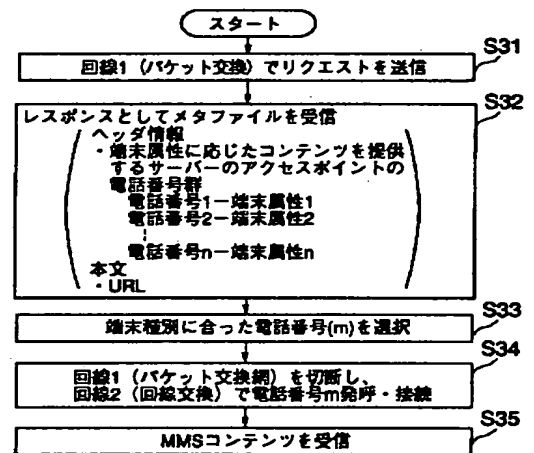 スタート
S31
回線1（パケット交換）でリクエストを送信
S32
レスポンスとしてメタファイルを受信
ヘッダ情報
・端末属性に応じたコンテンツを提供
するサーバーのアクセスポイントの
電話番号群
電話番号1－端末属性1
電話番号2－端末属性2
電話番号n－端末属性n
本文
・URL
S33
端末種別に合った電話番号(m)を選択
S34
回線1（パケット交換網）を切断し、
回線2（回線交換）で電話番号m発呼・接続
S35
MMSコンテンツを受信